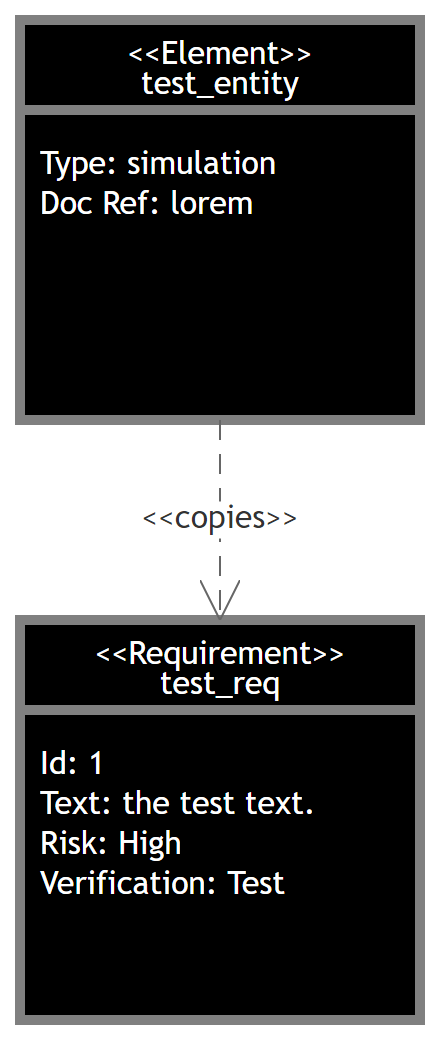 <<Element>>
test_entity
Type: simulation
Doc Ref: lorem
<<copies>>
<<Requirement>>
test_req
Id: 1
Text: the test text.
Risk: High
Verification: Test